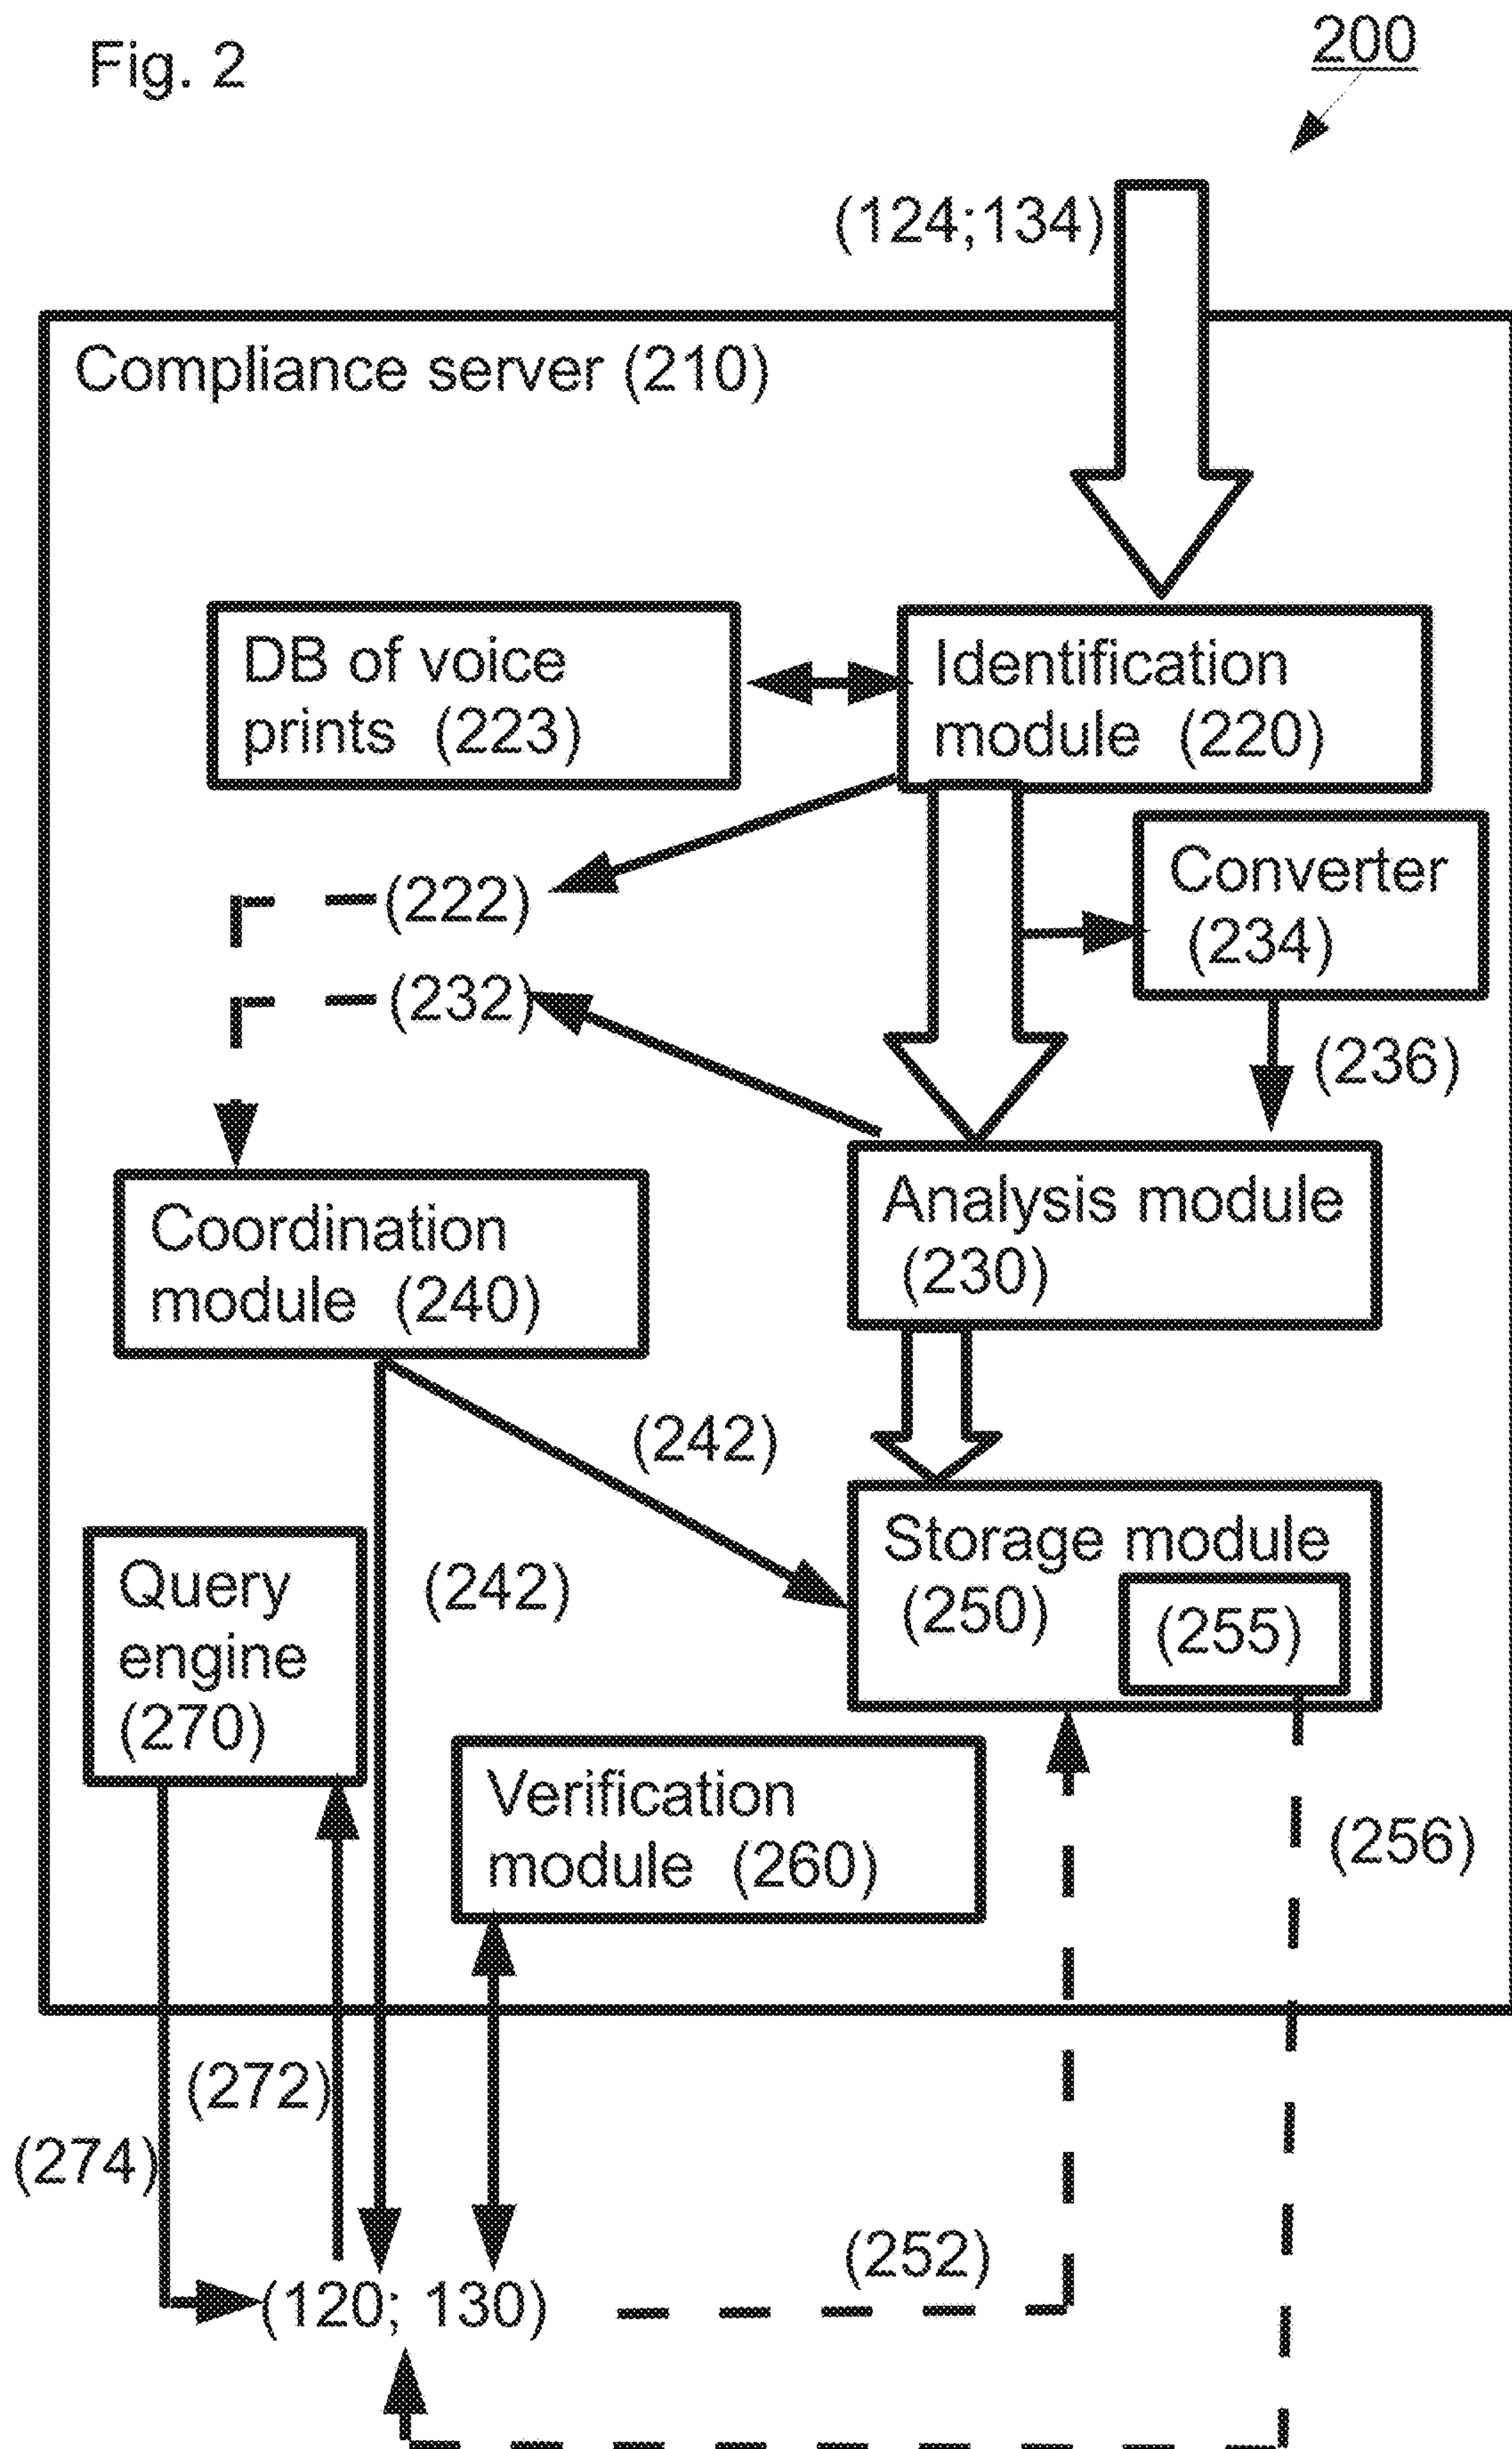 Fig. 2
200
(124;134)
Compliance server (210)
DB of voice
prints (223)
Identification
module (220)
Converter
(234)
(222)
(232)
(236)
Coordination
module (240)
Analysis module
(230)
(242)
Storage module
(250)
(255)
Query
engine
(270)
(242)
Verification
module (260)
(256)
(272)
(274)
(252)
(120; 130)